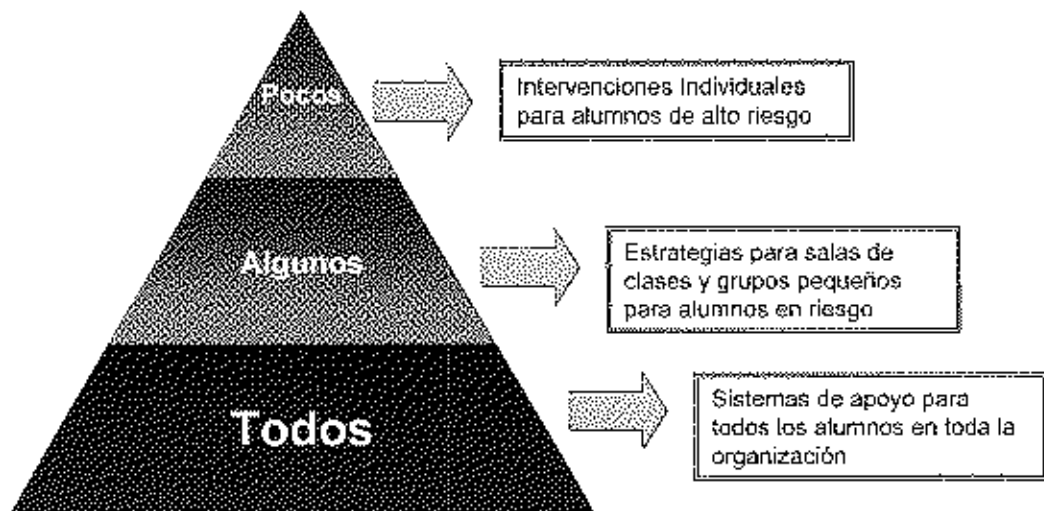 Pocos
Intervenciones Individuales
para alumnos de alto riesgo
Algunos
Estrategias para salas de
clases y grupos pequeños
para alumnos en riesgo
Todos
Sistemas de apoyo para
todos los alumnos en toda la
organización